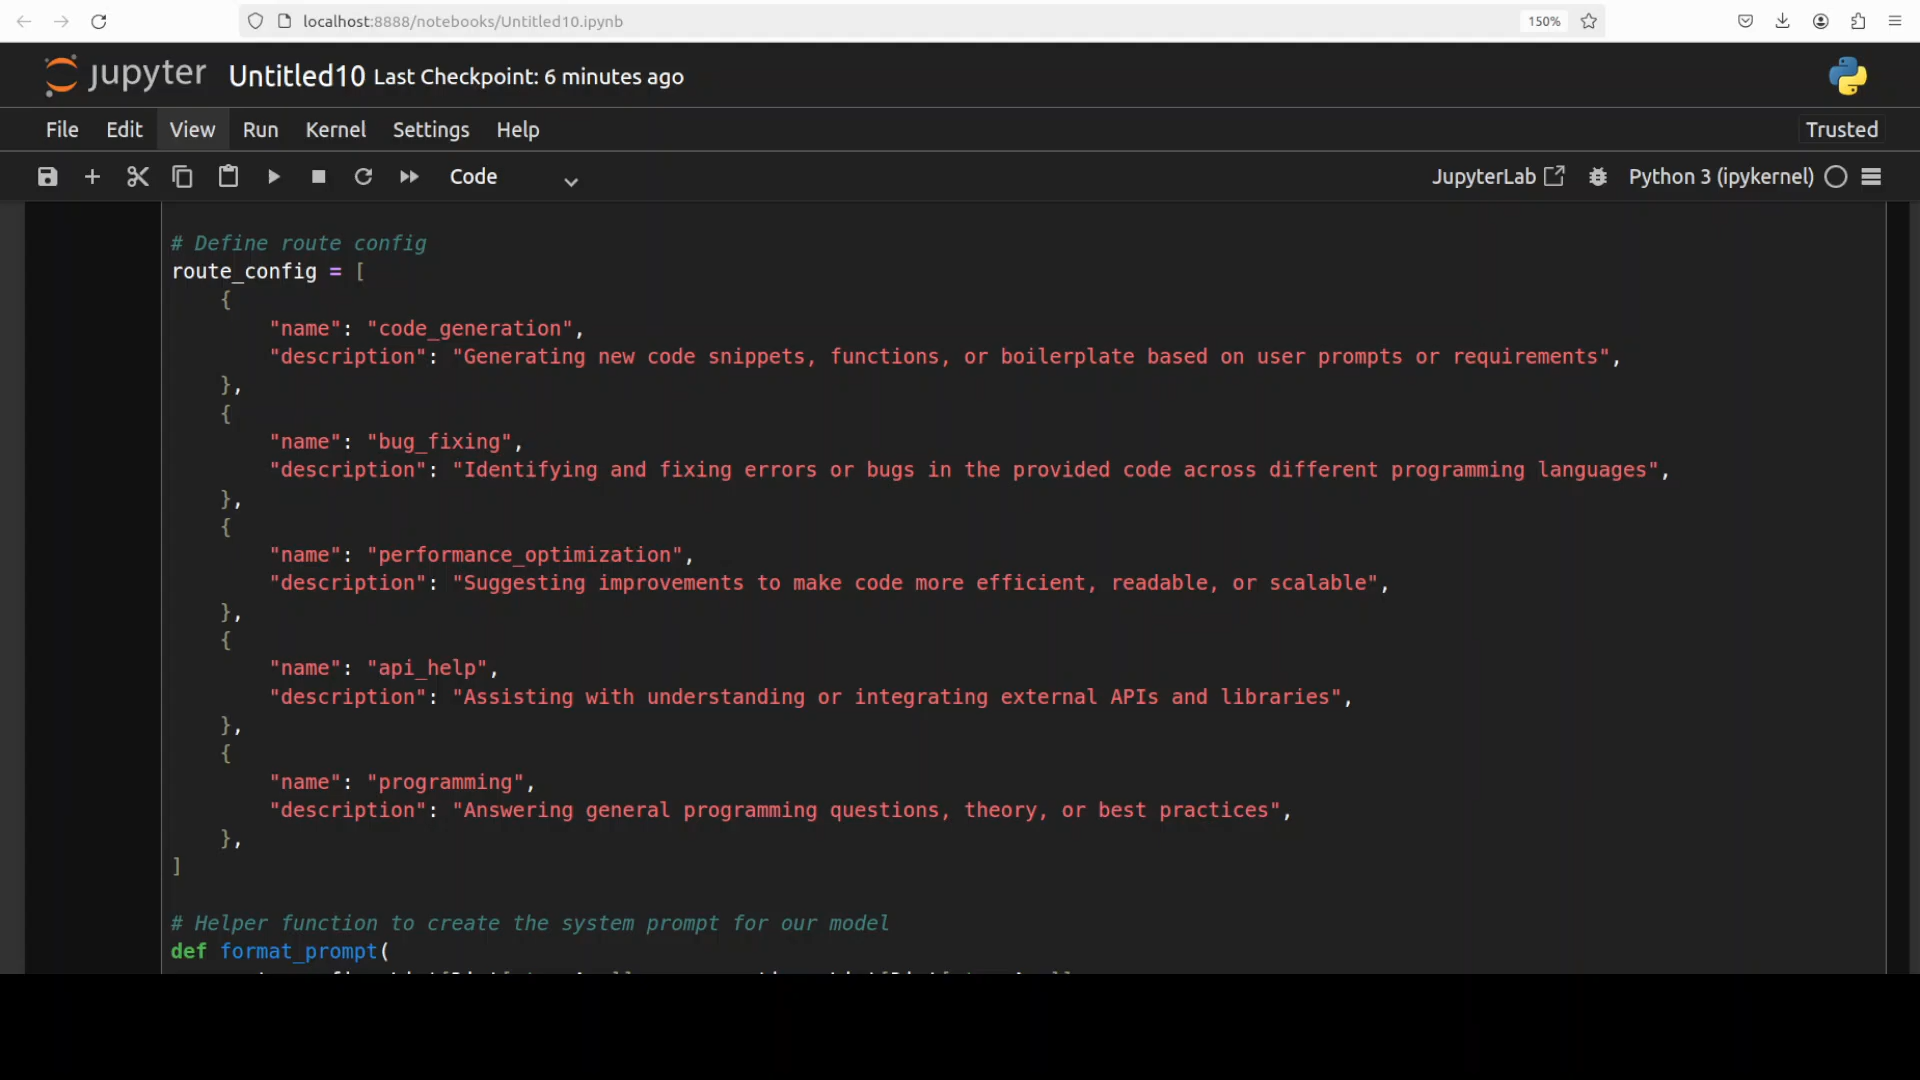 localhost:8888/notebooks/Untitled10.ipynb
150%
jupyter Untitled10 Last Checkpoint: 6 minutes ago
File Edit View Run Kernel Settings Help
Trusted
Code
JupyterLab Python 3 (ipykernel)
# Define route config
route_config = [
    {
        "name": "code_generation",
        "description": "Generating new code snippets, functions, or boilerplate based on user prompts or requirements",
    },
    {
        "name": "bug_fixing",
        "description": "Identifying and fixing errors or bugs in the provided code across different programming languages",
    },
    {
        "name": "performance_optimization",
        "description": "Suggesting improvements to make code more efficient, readable, or scalable",
    },
    {
        "name": "api_help",
        "description": "Assisting with understanding or integrating external APIs and libraries",
    },
    {
        "name": "programming",
        "description": "Answering general programming questions, theory, or best practices",
    },
]
# Helper function to create the system prompt for our model
def format_prompt(